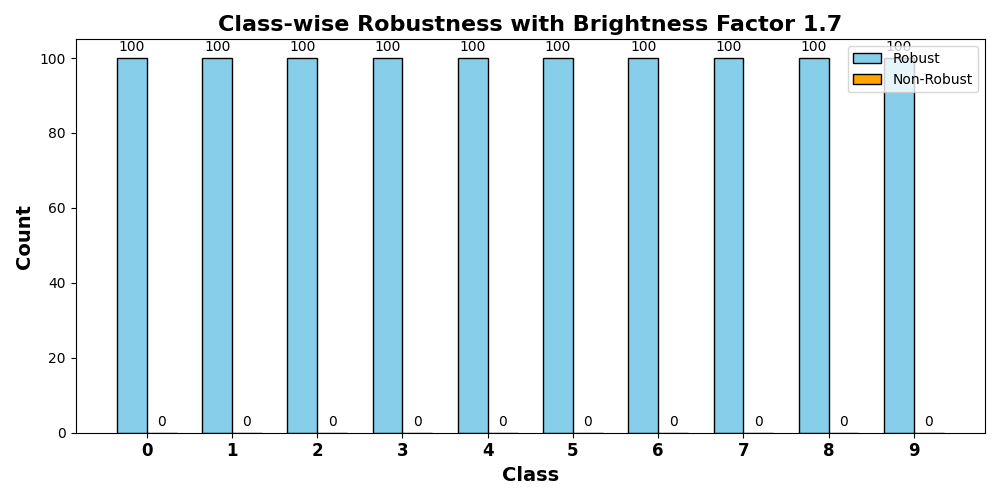 Class-wise Robustness with Brightness Factor 1.7
100 100 100 100 100 100 100 100 100 100
Robust
Non-Robust
100
80
60
40
20
0
0 0 0 0 0 0 0 0 0 0
0 1 2 3 4 5 6 7 8 9
Class
Count